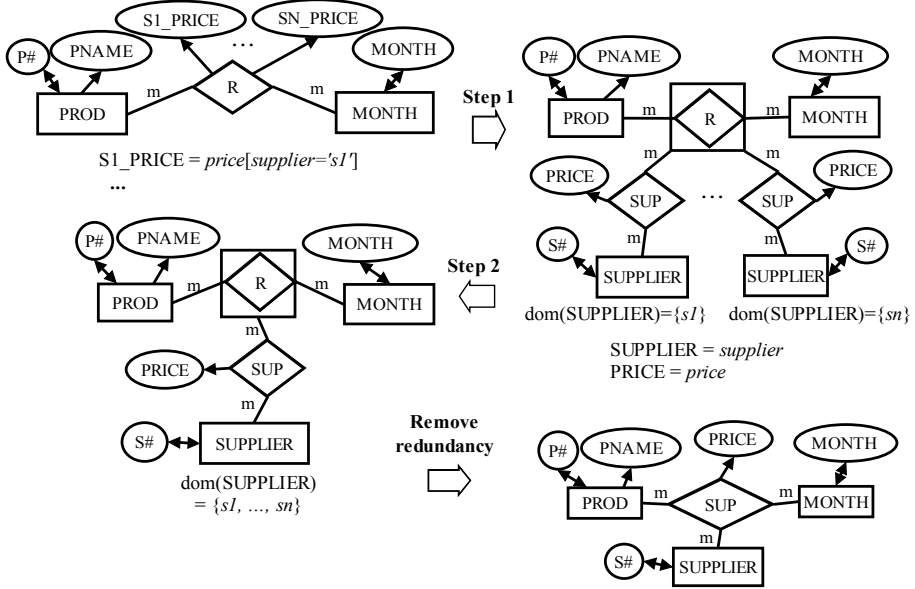 S1_PRICE ... SN_PRICE
P# PNAME MONTH
PROD m R m MONTH
S1_PRICE = price[supplier='s1']
...
Step 1
P# PNAME MONTH
PROD m R m MONTH
m m
PRICE SUP ... SUP PRICE
m m
S# SUPPLIER SUPPLIER S#
dom(SUPPLIER)={s1} dom(SUPPLIER)={sn}
SUPPLIER = supplier
PRICE = price
Step 2
P# PNAME MONTH
PROD m R m MONTH
m
PRICE SUP
m
S# SUPPLIER
dom(SUPPLIER)
= {s1, ..., sn}
Remove
redundancy
P# PNAME PRICE MONTH
PROD m SUP m MONTH
m
S# SUPPLIER